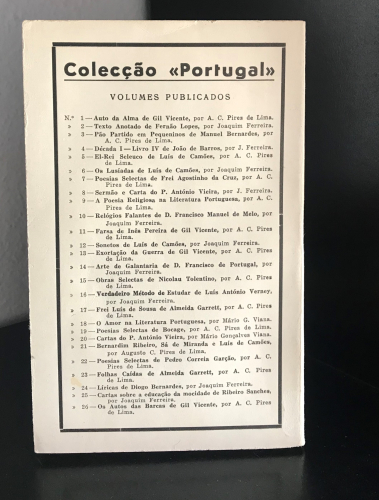 Colecção «Portugal»
VOLUMES PUBLICADOS
N.º 1—Auto da Alma de Gil Vicente, por A. C. Pires de Lima.
» 2—Texto Anotado de Fernão Lopes, por Joaquim Ferreira.
» 3—Pão Partido em Pequeninos de Manuel Bernardes, por
A. C. Pires de Lima.
» 4—Década I—Livro IV de João de Barros, por J. Ferreira.
» 5—El-Rei Seleuco de Luís de Camões, por A. C. Pires
de Lima.
» 6—Os Lusíadas de Luís de Camões, por Joaquim Ferreira.
» 7—Poesias Selectas de Frei Agostinho da Cruz, por A. C.
Pires de Lima.
» 8—Sermão e Carta do P. António Vieira, por J. Ferreira.
» 9—A Poesia Religiosa na Literatura Portuguesa, por A. C.
Pires de Lima.
» 10—Relógios Falantes de D. Francisco Manuel de Melo, por
Joaquim Ferreira.
» 11—Farsa de Inês Pereira de Gil Vicente, por A. C. Pires
de Lima.
» 12—Sonetos de Luís de Camões, por Joaquim Ferreira.
» 13—Exortação da Guerra de Gil Vicente, por A. C. Pires
de Lima.
» 14—Arte de Galantaria de D. Francisco de Portugal, por
Joaquim Ferreira.
» 15—Obras Selectas de Nicolau Tolentino, por A. C. Pires
de Lima.
» 16—Verdadeiro Método de Estudar de Luís António Verney,
por Joaquim Ferreira.
» 17—Frei Luís de Sousa de Almeida Garrett, por A. C. Pires
de Lima.
» 18—O Amor na Literatura Portuguesa, por Mário G. Viana.
» 19—Poesias Selectas de Bocage, por A. C. Pires de Lima.
» 20—Cartas do P. António Vieira, por Mário Gonçalves Viana.
» 21—Bernardim Ribeiro, Sá de Miranda e Luís de Camões,
por Augusto C. Pires de Lima.
» 22—Poesias Selectas de Pedro Correia Garção, por A. C.
Pires de Lima.
» 23—Folhas Caídas de Almeida Garrett, por A. C. Pires
de Lima.
» 24—Líricas de Diogo Bernardes, por Joaquim Ferreira.
» 25—Cartas sobre a educação da mocidade de Ribeiro Sanches,
por Joaquim Ferreira.
» 26—Os Autos das Barcas de Gil Vicente, por A. C. Pires
de Lima.